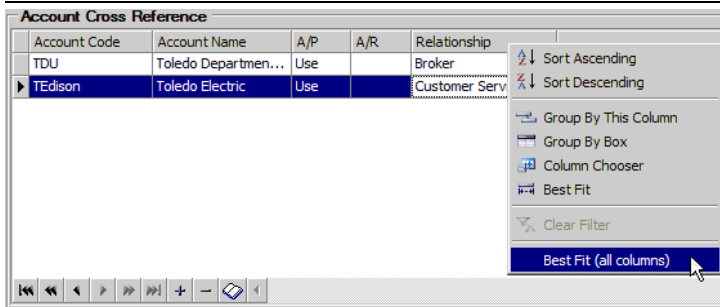 Account Cross Reference
Account Code Account Name A/P A/R Relationship
TDU Toledo Departmen... Use Broker
TEdison Toledo Electric Use Customer Servi
Sort Ascending
Sort Descending
Group By This Column
Group By Box
Column Chooser
Best Fit
Clear Filter
Best Fit (all columns)